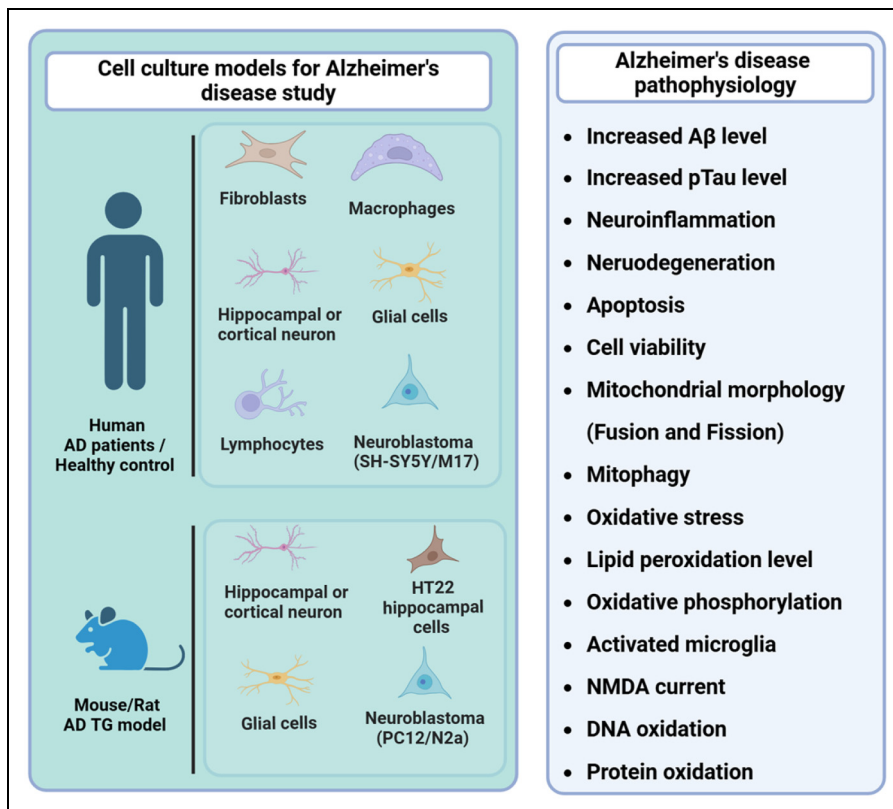 Cell culture models for Alzheimer's
disease study
Fibroblasts
Macrophages
Hippocampal or
cortical neuron
Glial cells
Lymphocytes
Neuroblastoma
(SH-SY5Y/M17)
Human
AD patients /
Healthy control
Hippocampal or
cortical neuron
HT22
hippocampal
cells
Glial cells
Neuroblastoma
(PC12/N2a)
Mouse/Rat
AD TG model
Alzheimer's disease
pathophysiology
• Increased Aβ level
• Increased pTau level
• Neuroinflammation
• Neruodegeneration
• Apoptosis
• Cell viability
• Mitochondrial morphology
(Fusion and Fission)
• Mitophagy
• Oxidative stress
• Lipid peroxidation level
• Oxidative phosphorylation
• Activated microglia
• NMDA current
• DNA oxidation
• Protein oxidation